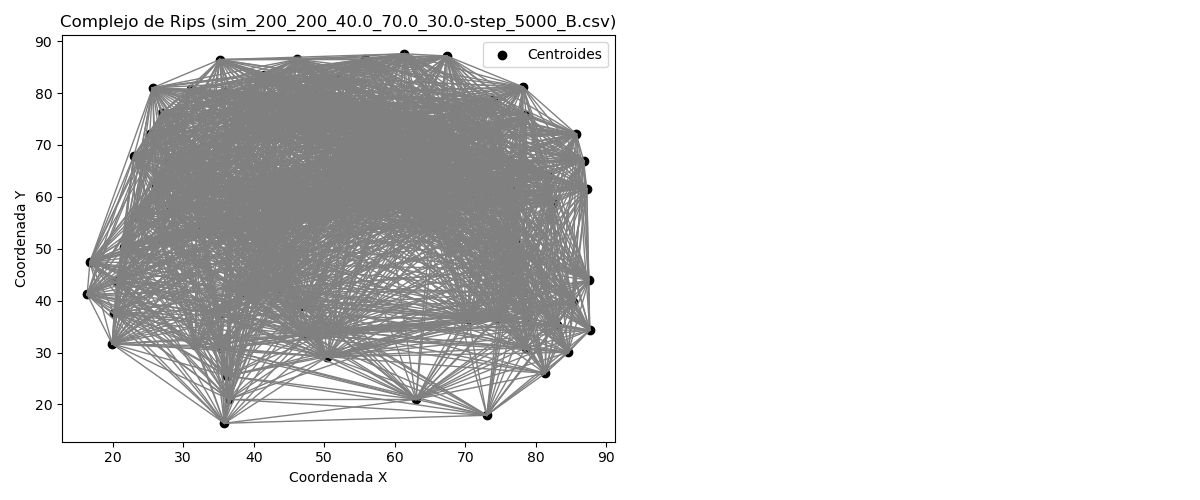 Complejo de Rips (sim_200_200_40.0_70.0_30.0-step_5000_B.csv)
Centroides
90
80
70
60
50
40
30
20
Coordenada Y
20 30 40 50 60 70 80 90
Coordenada X